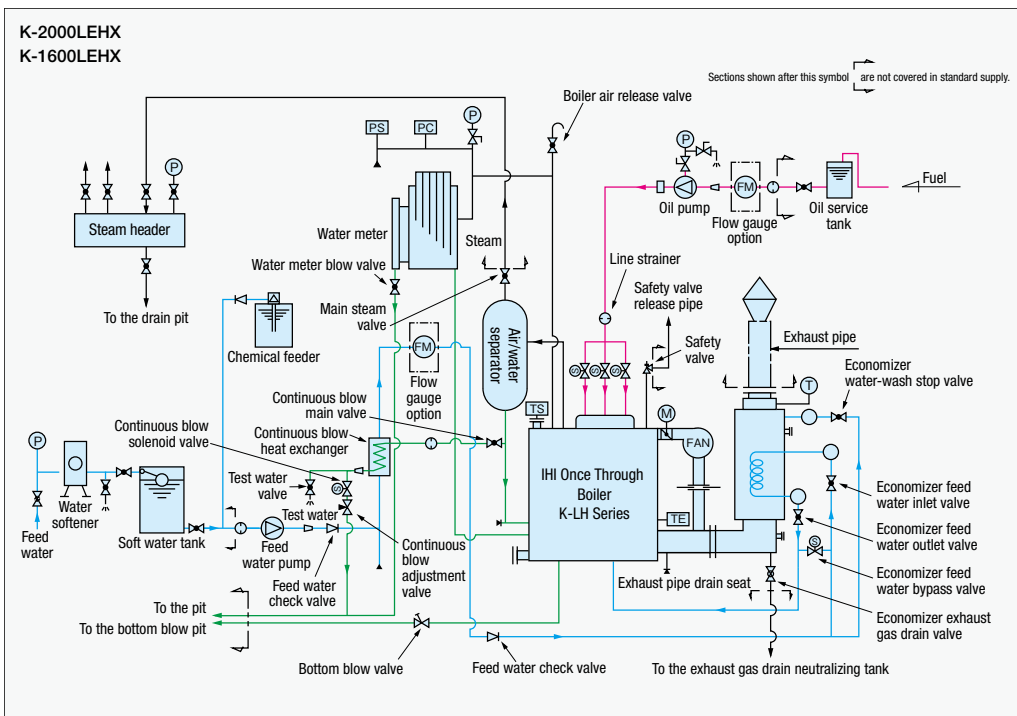 K-2000LEHX
K-1600LEHX
Sections shown after this symbol are not covered in standard supply.
Boiler air release valve
P
PS
PC
P
P
Fuel
FM
Oil pump
Flow gauge
option
Oil service
tank
Steam header
Water meter
Steam
Water meter blow valve
Line strainer
Main steam
valve
Safety valve
release pipe
To the drain pit
Air/water
separator
Exhaust pipe
Chemical feeder
FM
Safety
valve
Flow
gauge
option
S
S
S
T
Economizer
water-wash stop valve
Continuous blow
main valve
TS
M
Continuous blow
solenoid valve
Continuous blow
heat exchanger
FAN
P
IHI Once Through
Boiler
K-LH Series
Test water
valve
S
Economizer feed
water inlet valve
Water
softener
Feed
water
Soft water tank
Test water
Feed
water pump
TE
Economizer feed
water outlet valve
S
Continuous
blow
adjustment
valve
Feed water
check valve
Exhaust pipe drain seat
Economizer feed
water bypass valve
To the pit
To the bottom blow pit
Economizer exhaust
gas drain valve
Bottom blow valve
Feed water check valve
To the exhaust gas drain neutralizing tank